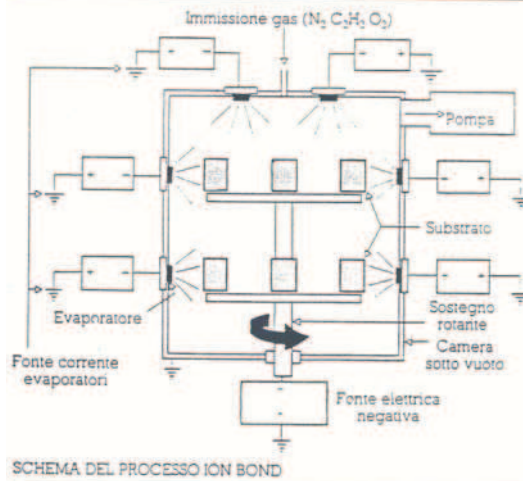 Immissione gas (N₂ C₂H₂ O₂)
Pompa
Substrato
Evaporatore
Sostegno
rotante
Fonte corrente
evaporatori
Camera
sotto vuoto
Fonte elettrica
negativa
SCHEMA DEL PROCESSO ION BOND